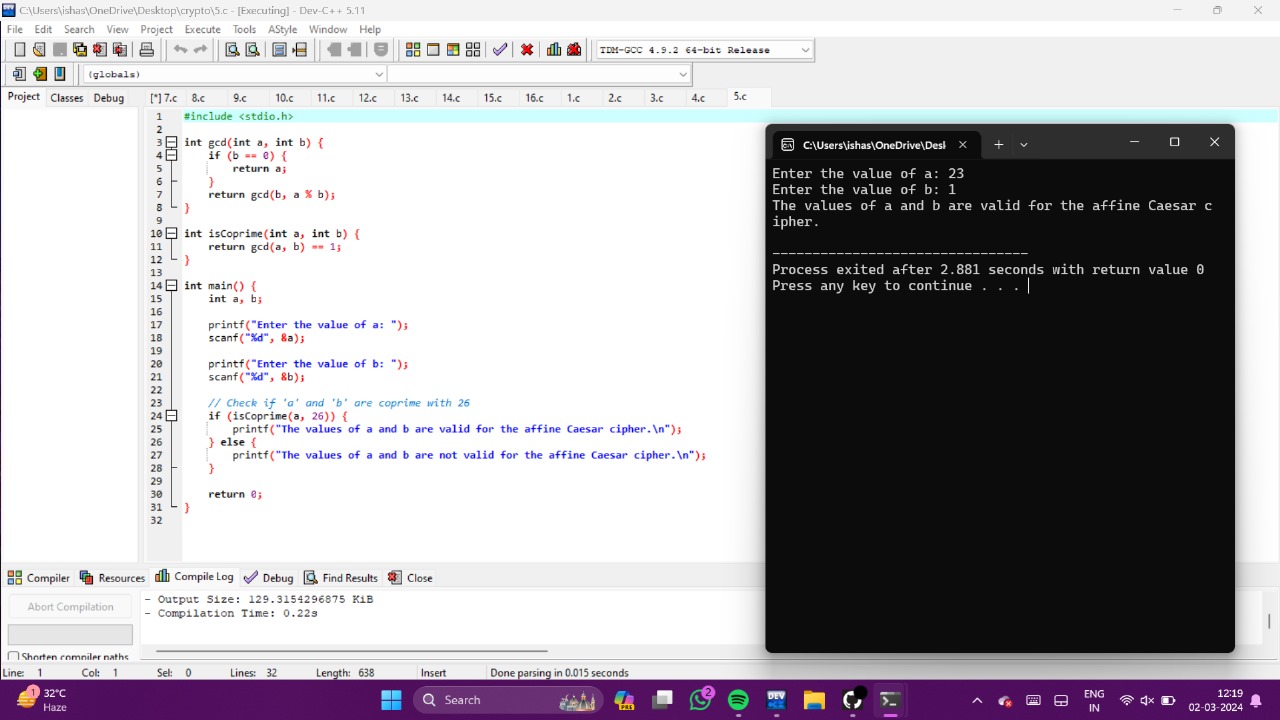 C:\Users\ishas\OneDrive\Desktop\crypto\5.c - [Executing] - Dev-C++ 5.11
File Edit Search View Project Execute Tools AStyle Window Help
TDM-GCC 4.9.2 64-bit Release
(globals)
Project Classes Debug
[*] 7.c 8.c 9.c 10.c 11.c 12.c 13.c 14.c 15.c 16.c 1.c 2.c 3.c 4.c 5.c
1 #include <stdio.h>
2
3 int gcd(int a, int b) {
4 if (b == 0) {
5 return a;
6 }
7 return gcd(b, a % b);
8 }
9
10 int isCoprime(int a, int b) {
11 return gcd(a, b) == 1;
12 }
13
14 int main() {
15 int a, b;
16
17 printf("Enter the value of a: ");
18 scanf("%d", &a);
19
20 printf("Enter the value of b: ");
21 scanf("%d", &b);
22
23 // Check if 'a' and 'b' are coprime with 26
24 if (isCoprime(a, 26)) {
25 printf("The values of a and b are valid for the affine Caesar cipher.\n");
26 } else {
27 printf("The values of a and b are not valid for the affine Caesar cipher.\n");
28 }
29
30 return 0;
31 }
32
C:\Users\ishas\OneDrive\Desl
Enter the value of a: 23
Enter the value of b: 1
The values of a and b are valid for the affine Caesar c
ipher.
--------------------------------
Process exited after 2.881 seconds with return value 0
Press any key to continue . . .
Compiler Resources Compile Log Debug Find Results Close
Abort Compilation
Shorten compiler paths
- Output Size: 129.3154296875 KiB
- Compilation Time: 0.22s
Line: 1 Col: 1 Sel: 0 Lines: 32 Length: 638 Insert Done parsing in 0.015 seconds
1
32°C
Haze
Search
PRE
2
DEV
ENG
IN
12:19
02-03-2024